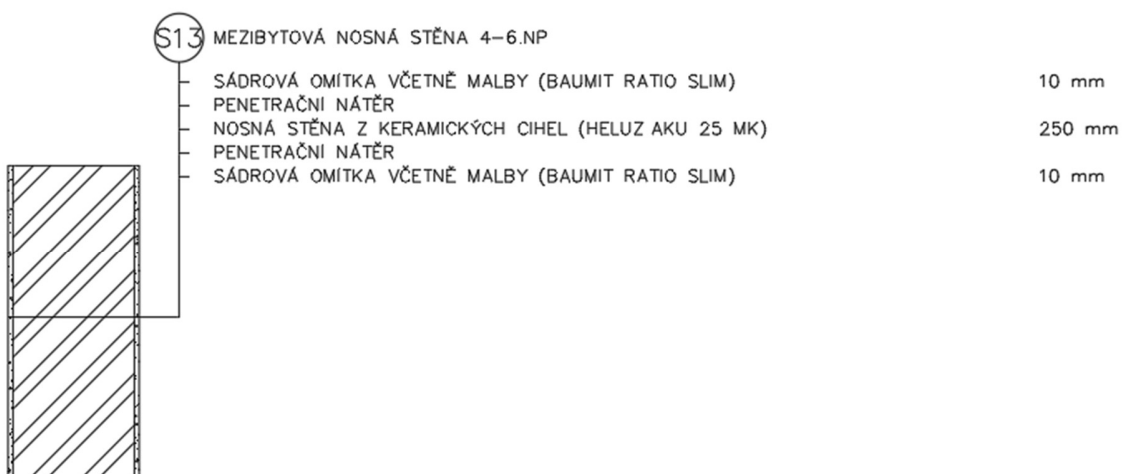 S13 MEZIBYTOVÁ NOSNÁ STĚNA 4-6.NP
SÁDROVÁ OMÍTKA VČETNĚ MALBY (BAUMIT RATIO SLIM) 10 mm
PENETRAČNÍ NÁTĚR
NOSNÁ STĚNA Z KERAMICKÝCH CIHEL (HELUZ AKU 25 MK) 250 mm
PENETRAČNÍ NÁTĚR
SÁDROVÁ OMÍTKA VČETNĚ MALBY (BAUMIT RATIO SLIM) 10 mm